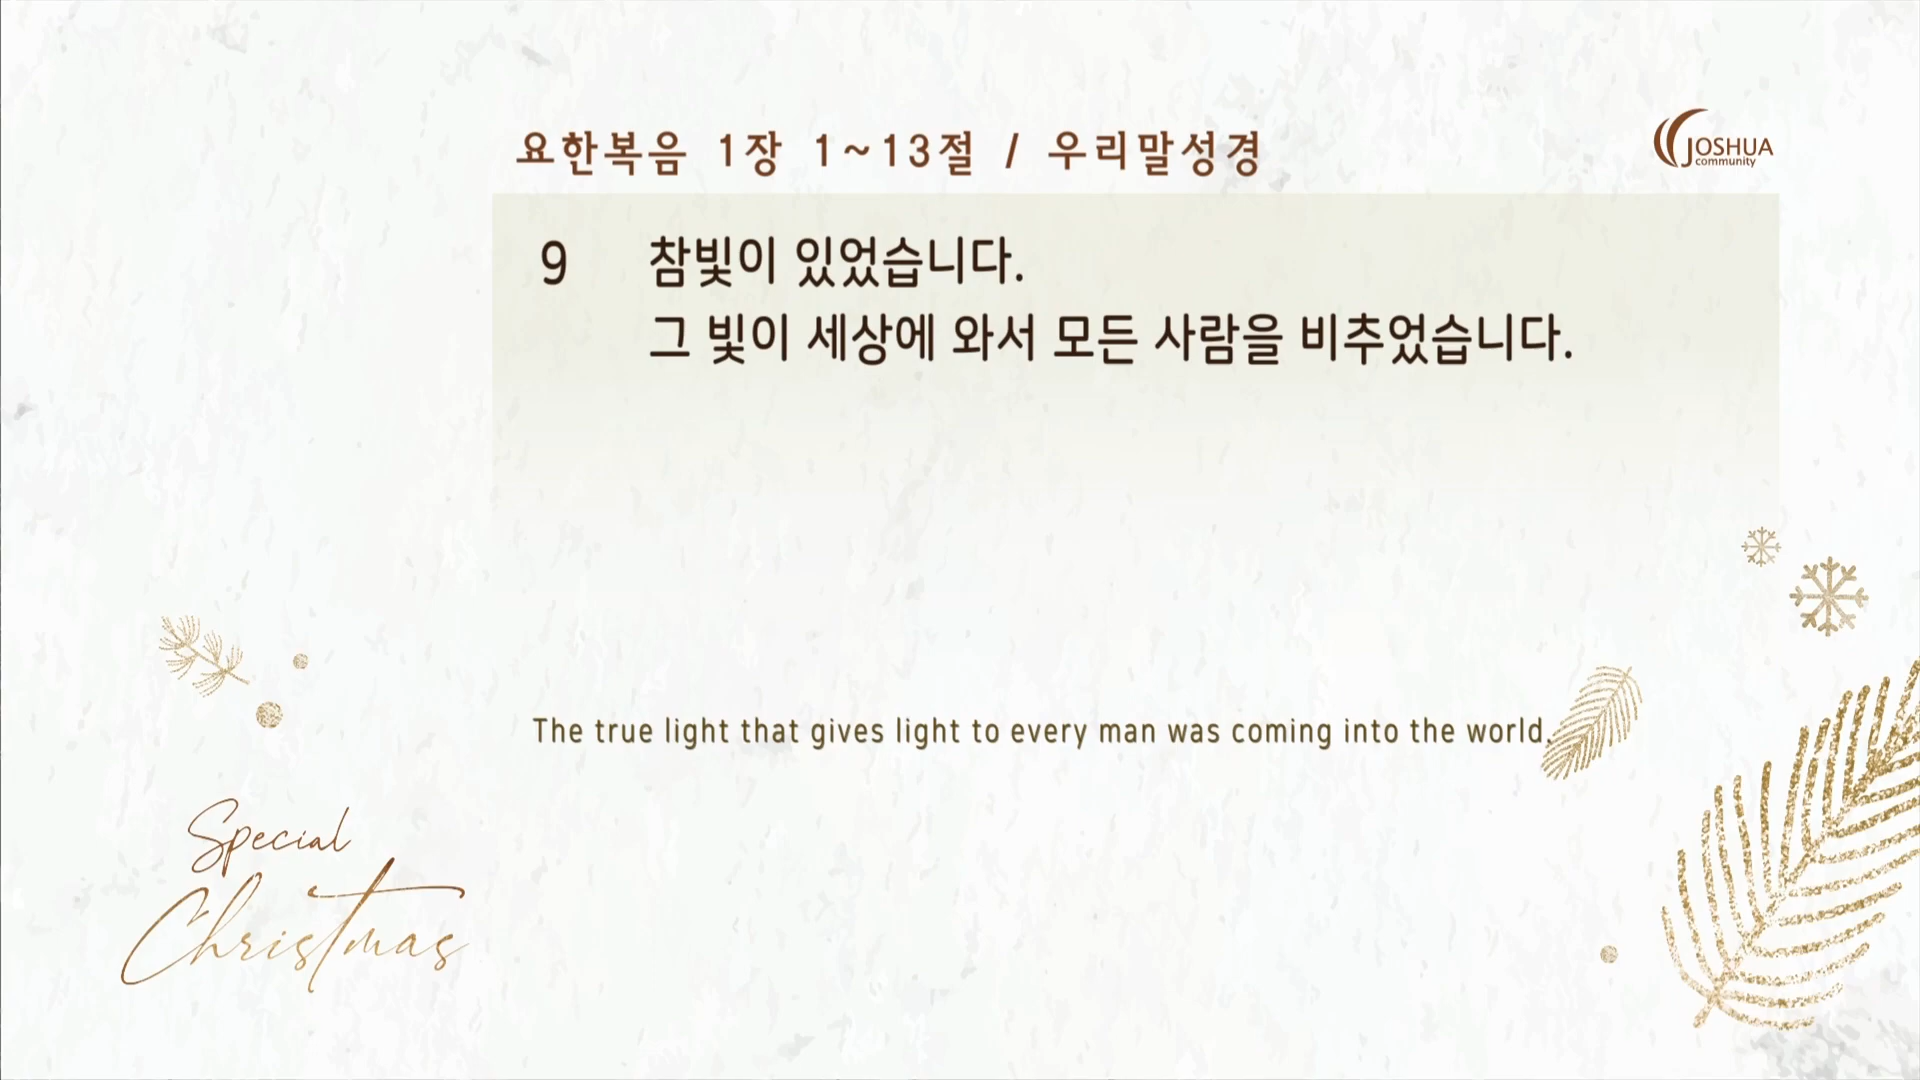 요한복음 1장 1~13절 / 우리말성경
JOSHUA
community
9 참빛이 있었습니다.
그 빛이 세상에 와서 모든 사람을 비추었습니다.
The true light that gives light to every man was coming into the world.
Special
Christmas